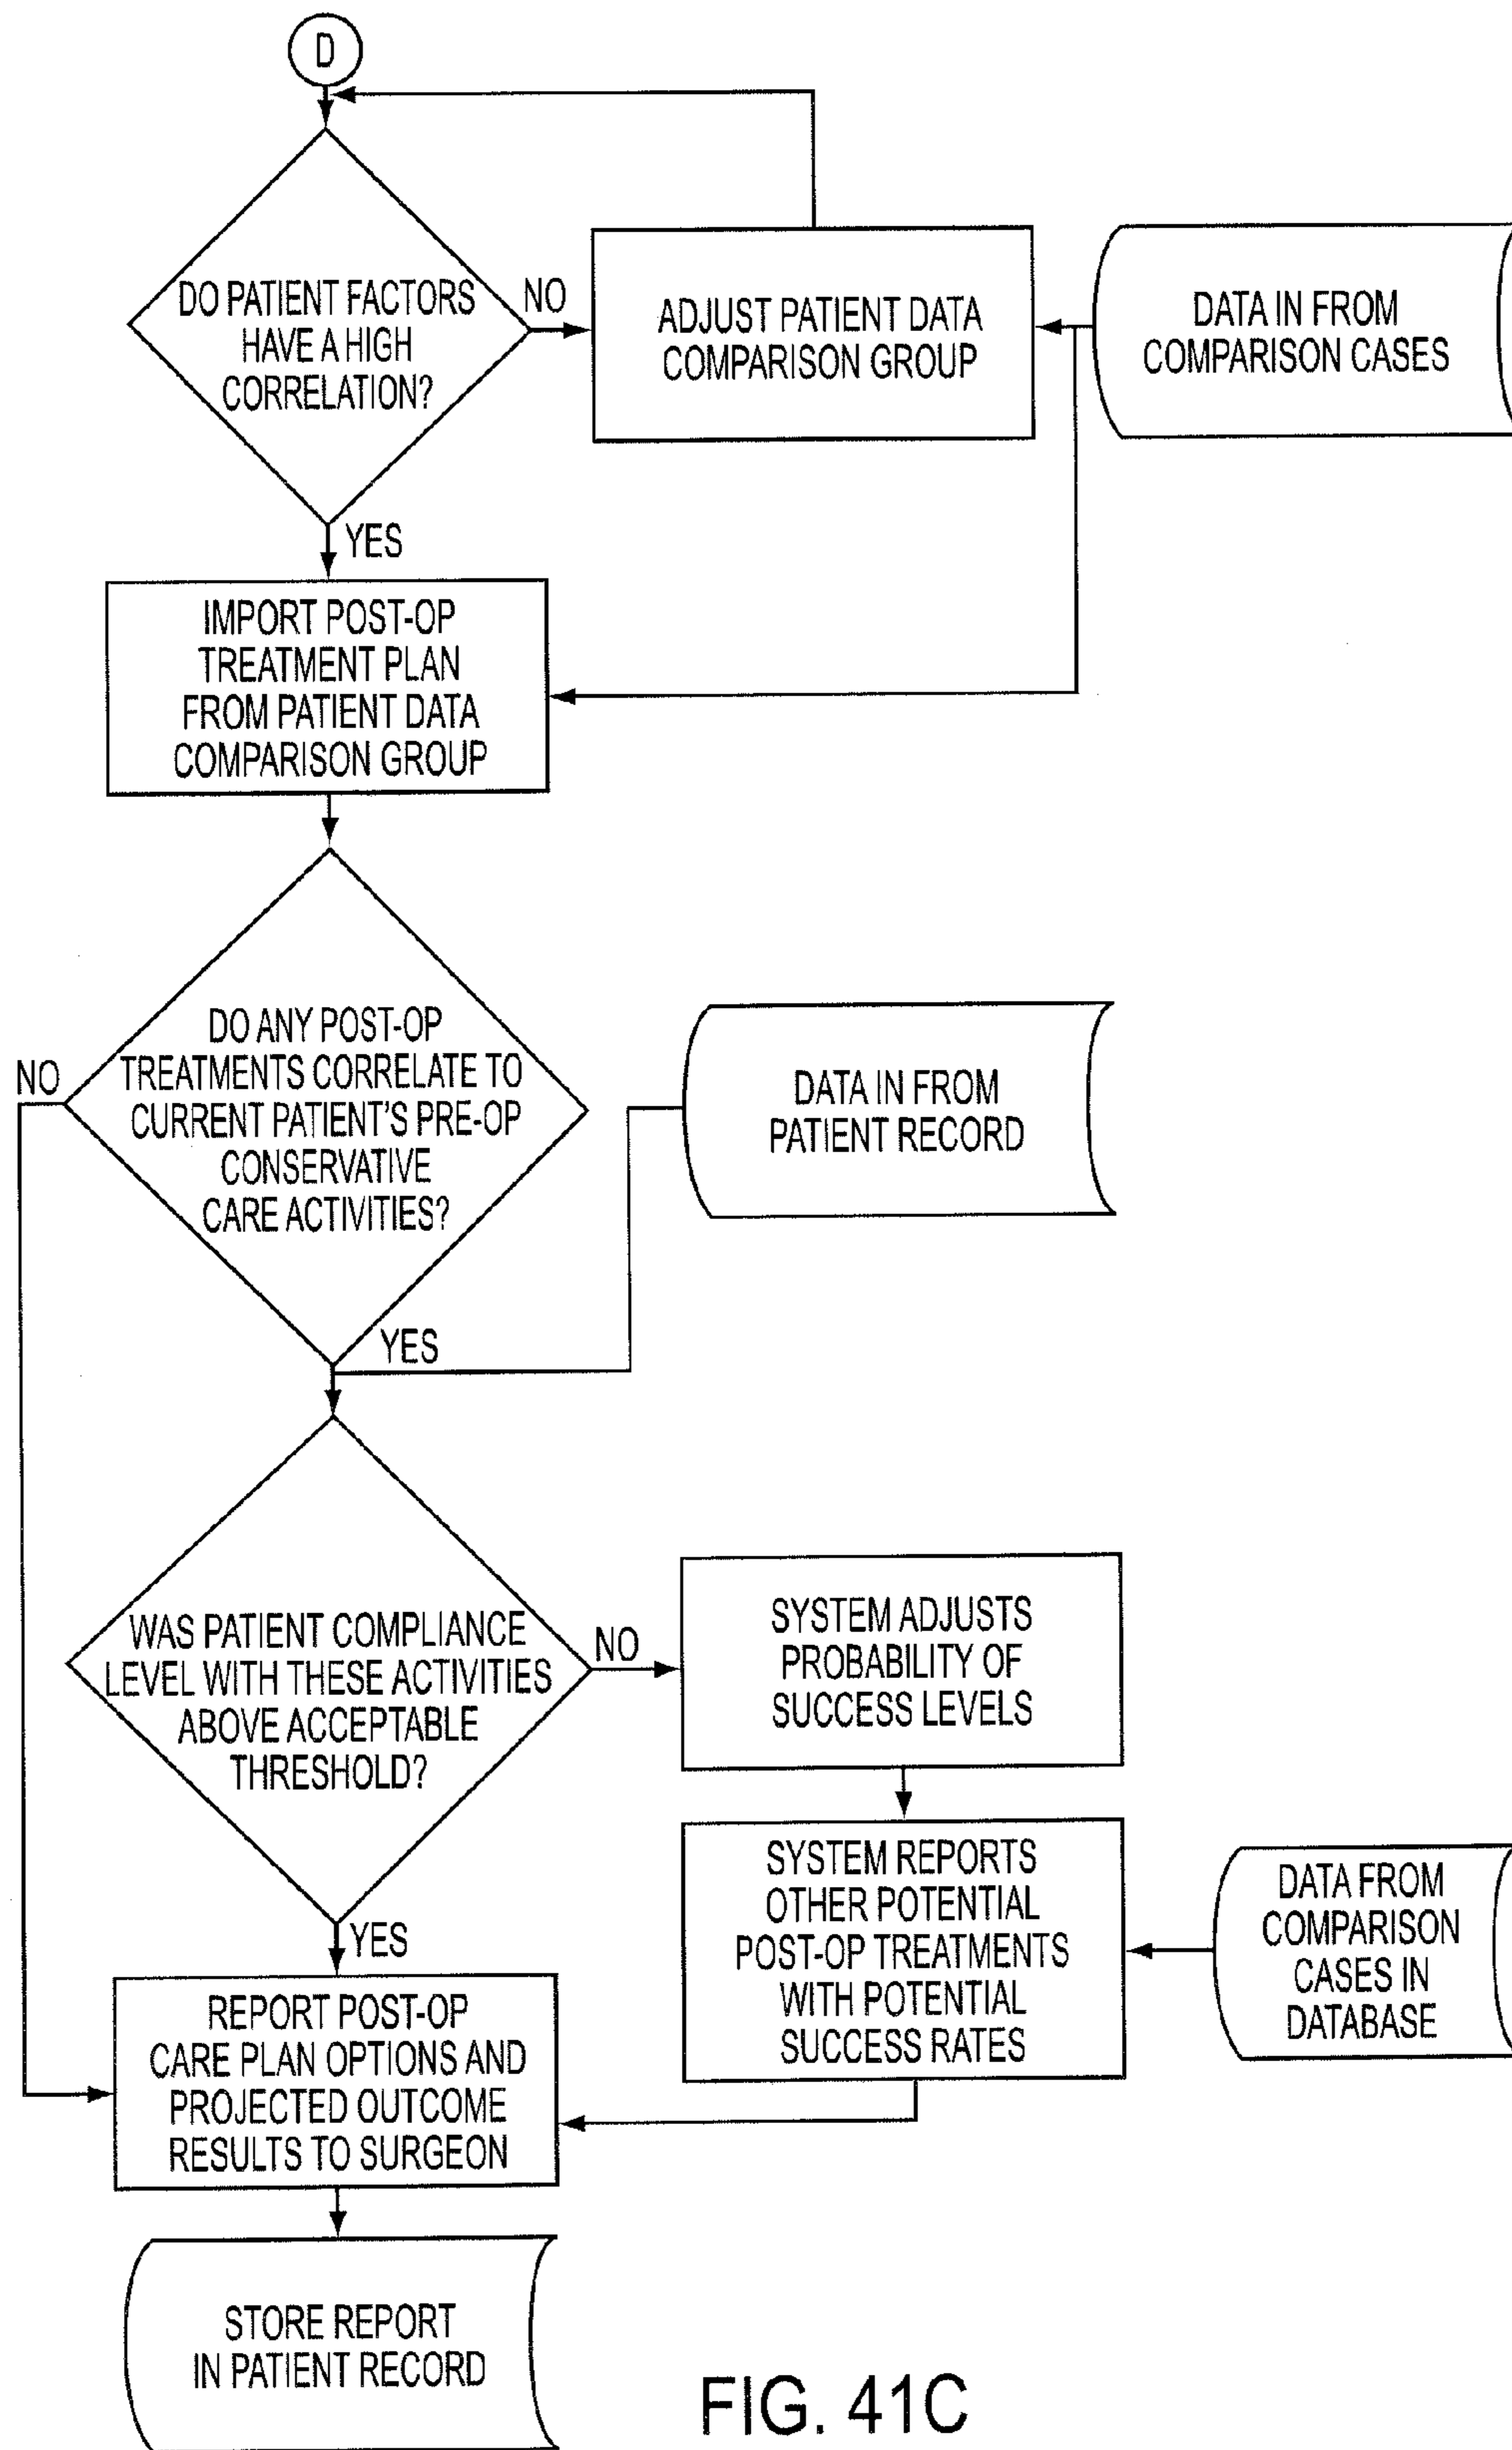 D
DO PATIENT FACTORS
HAVE A HIGH
CORRELATION?
NO
ADJUST PATIENT DATA
COMPARISON GROUP
DATA IN FROM
COMPARISON CASES
YES
IMPORT POST-OP
TREATMENT PLAN
FROM PATIENT DATA
COMPARISON GROUP
DO ANY POST-OP
TREATMENTS CORRELATE TO
CURRENT PATIENT'S PRE-OP
CONSERVATIVE
CARE ACTIVITIES?
NO
DATA IN FROM
PATIENT RECORD
YES
WAS PATIENT COMPLIANCE
LEVEL WITH THESE ACTIVITIES
ABOVE ACCEPTABLE
THRESHOLD?
NO
SYSTEM ADJUSTS
PROBABILITY OF
SUCCESS LEVELS
SYSTEM REPORTS
OTHER POTENTIAL
POST-OP TREATMENTS
WITH POTENTIAL
SUCCESS RATES
DATA FROM
COMPARISON
CASES IN
DATABASE
YES
REPORT POST-OP
CARE PLAN OPTIONS AND
PROJECTED OUTCOME
RESULTS TO SURGEON
STORE REPORT
IN PATIENT RECORD
FIG. 41C